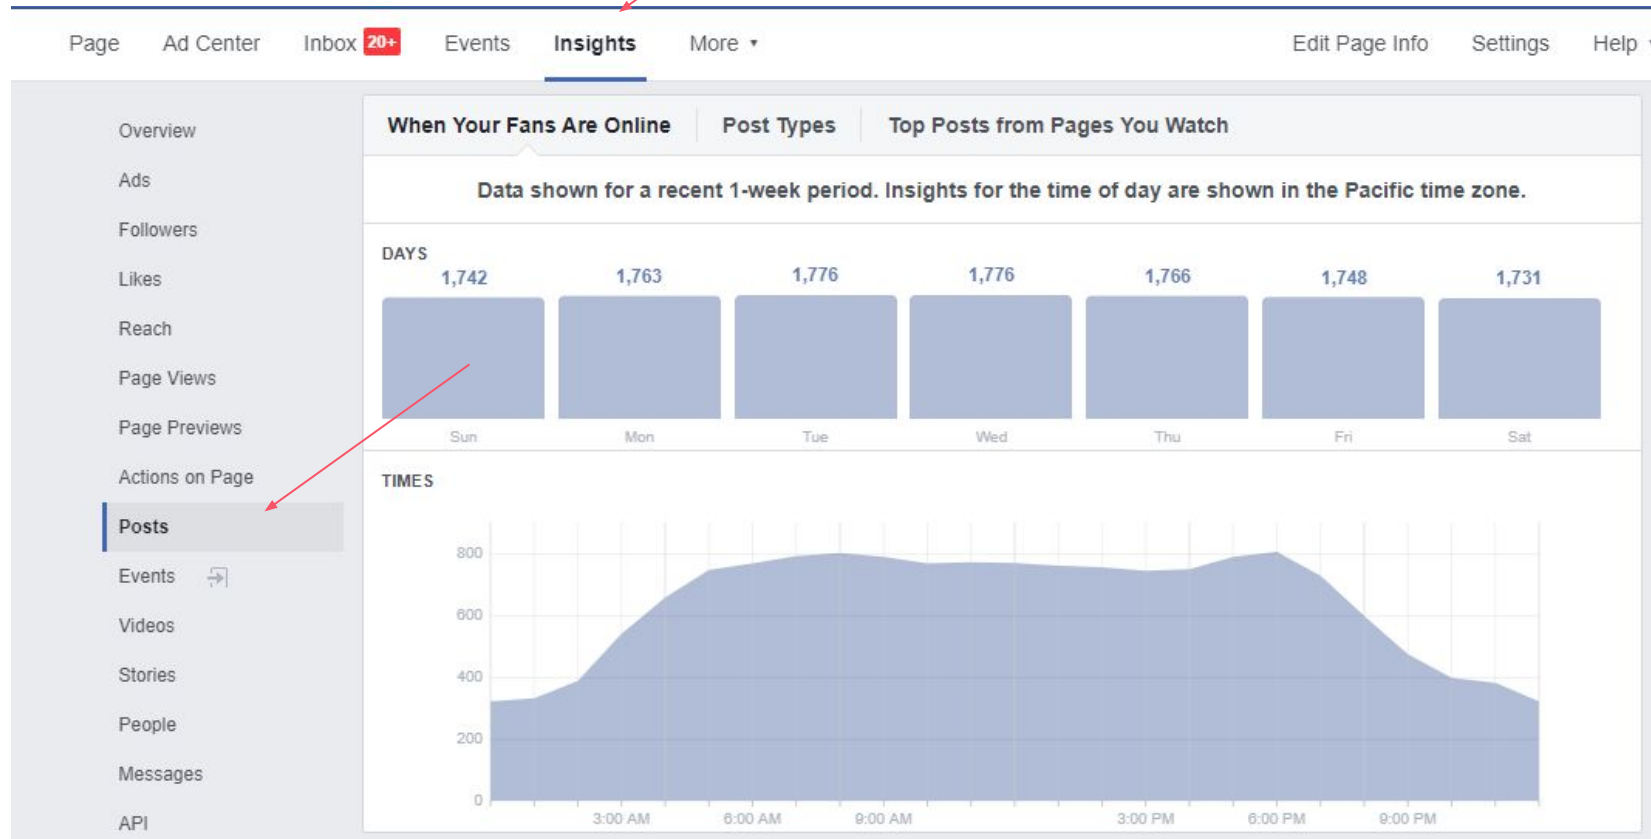 Page Ad Center Inbox 20+ Events Insights More Edit Page Info Settings Help
Overview
Ads
Followers
Likes
Reach
Page Views
Page Previews
Actions on Page
Posts
Events
Videos
Stories
People
Messages
API
When Your Fans Are Online Post Types Top Posts from Pages You Watch
Data shown for a recent 1-week period. Insights for the time of day are shown in the Pacific time zone.
DAYS
1,742 1,763 1,776 1,776 1,766 1,748 1,731
Sun Mon Tue Wed Thu Fri Sat
TIMES
800
600
400
200
0
3:00 AM 6:00 AM 9:00 AM 3:00 PM 6:00 PM 9:00 PM